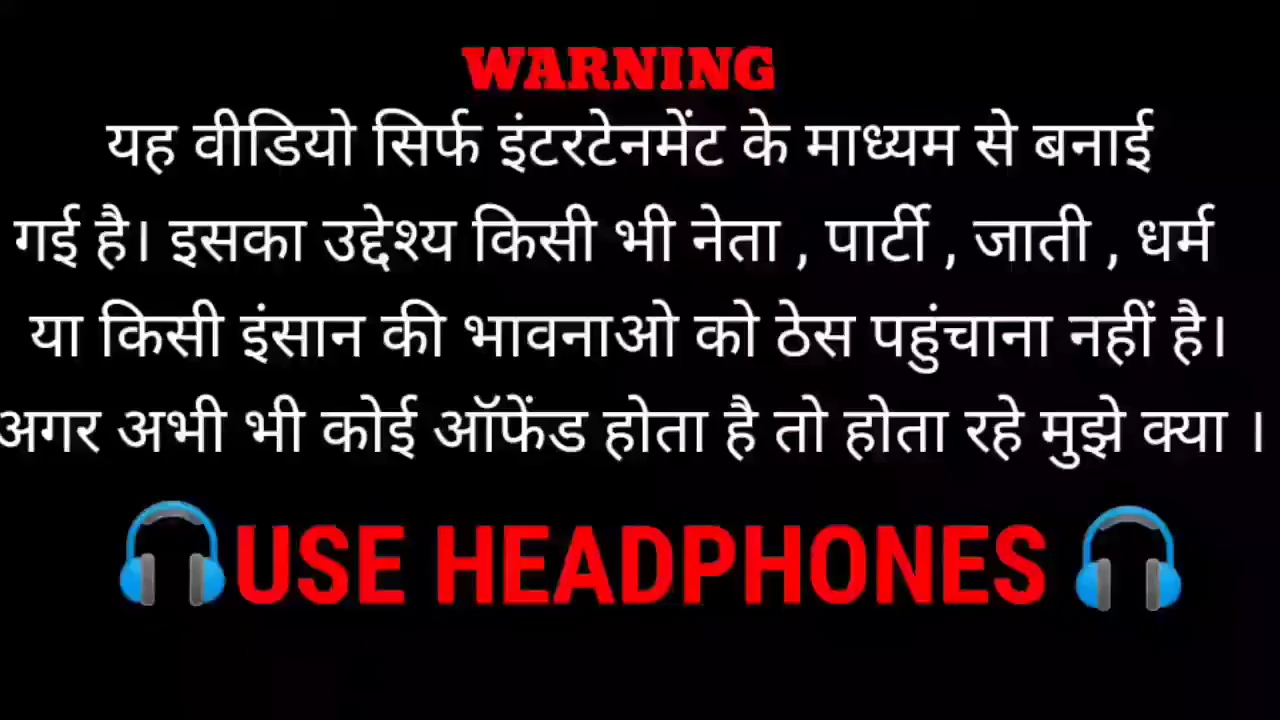 WARNING
यह वीडियो सिर्फ इंटरटेनमेंट के माध्यम से बनाई
गई है। इसका उद्देश्य किसी भी नेता , पार्टी , जाती , धर्म
या किसी इंसान की भावनाओ को ठेस पहुंचाना नहीं है।
अगर अभी भी कोई ऑफेंड होता है तो होता रहे मुझे क्या ।
USE HEADPHONES